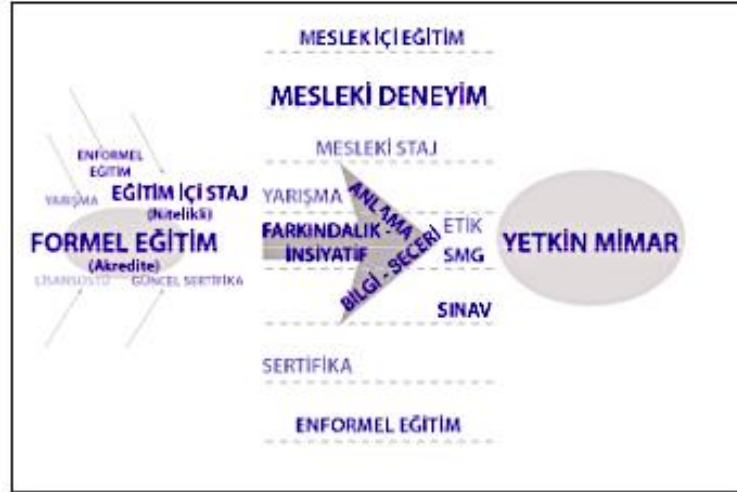 MESLEK İÇİ EĞİTİM
MESLEKİ DENEYİM
MESLEKİ STAJ
ENFORMEL
EĞİTİM
YARIŞMA
EĞİTİM İÇİ STAJ
(Nitelikli)
FORMEL EĞİTİM
(Akredite)
LİSANSÜSTÜ
GÜNCEL SERTİFİKA
YARIŞMA
ANLAMA
FARKINDALIK -
İNSİYATİF
BİLGİ - BECERİ
ETİK
SMG
SINAV
YETKİN MİMAR
SERTİFİKA
ENFORMEL EĞİTİM